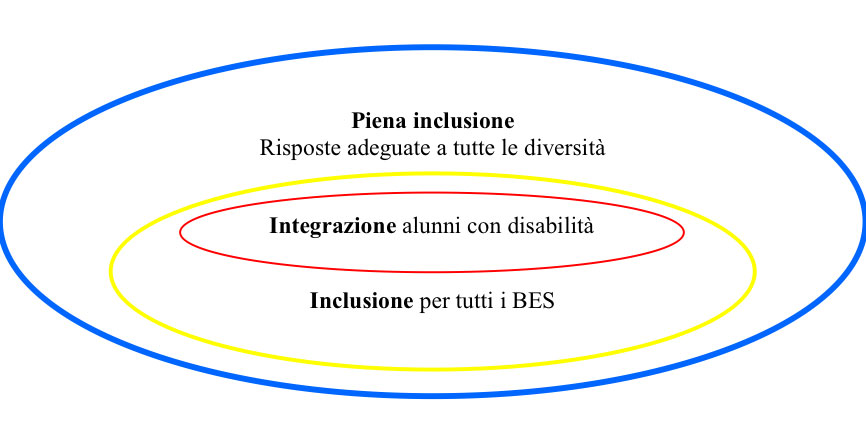 Piena inclusione
Risposte adeguate a tutte le diversità
Integrazione alunni con disabilità
Inclusione per tutti i BES